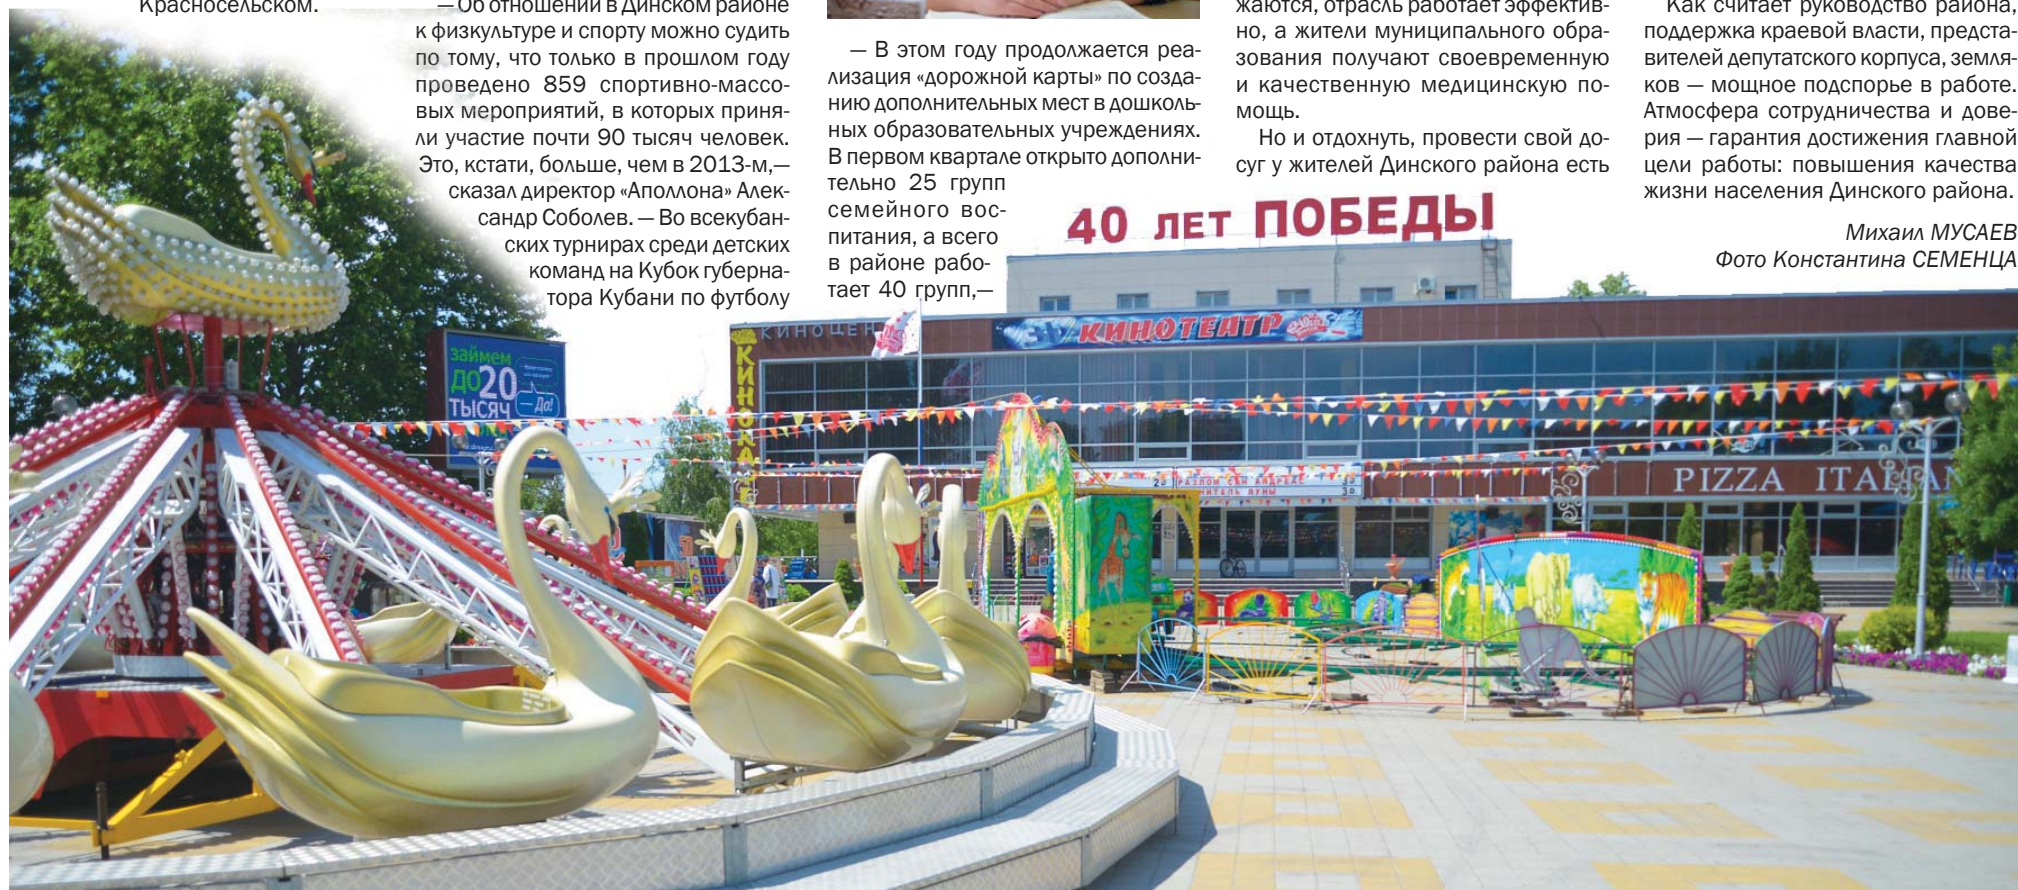 Красносельском.
— Об отношении в Динском районе
к физкультуре и спорту можно судить
по тому, что только в прошлом году
проведено 859 спортивно-массо-
вых мероприятий, в которых приня-
ли участие почти 90 тысяч человек.
Это, кстати, больше, чем в 2013-м,—
сказал директор «Аполлона» Алек-
сандр Соболев. — Во всекубан-
ских турнирах среди детских
команд на Кубок губерна-
тора Кубани по футболу
— В этом году продолжается реа-
лизация «дорожной карты» по созда-
нию дополнительных мест в дошколь-
ных образовательных учреждениях.
В первом квартале открыто дополни-
тельно 25 групп
семейного вос-
питания, а всего
в районе рабо-
тает 40 групп,—
жаются, отрасль работает эффектив-
но, а жители муниципального обра-
зования получают своевременную
и качественную медицинскую по-
мощь.
Но и отдохнуть, провести свой до-
суг у жителей Динского района есть
Как считает руководство района,
поддержка краевой власти, предста-
вителей депутатского корпуса, земля-
ков — мощное подспорье в работе.
Атмосфера сотрудничества и дове-
рия — гарантия достижения главной
цели работы: повышения качества
жизни населения Динского района.
Михаил МУСАЕВ
Фото Константина СЕМЕНЦА
40 ЛЕТ ПОБЕДЫ
КИНОЦЕН
КИНОТЕАТР
КИНОКА
займем
до 20
тысяч
— Да!
РАЗЛОМ САН АНДРЕАС
PIZZA ITALIAN